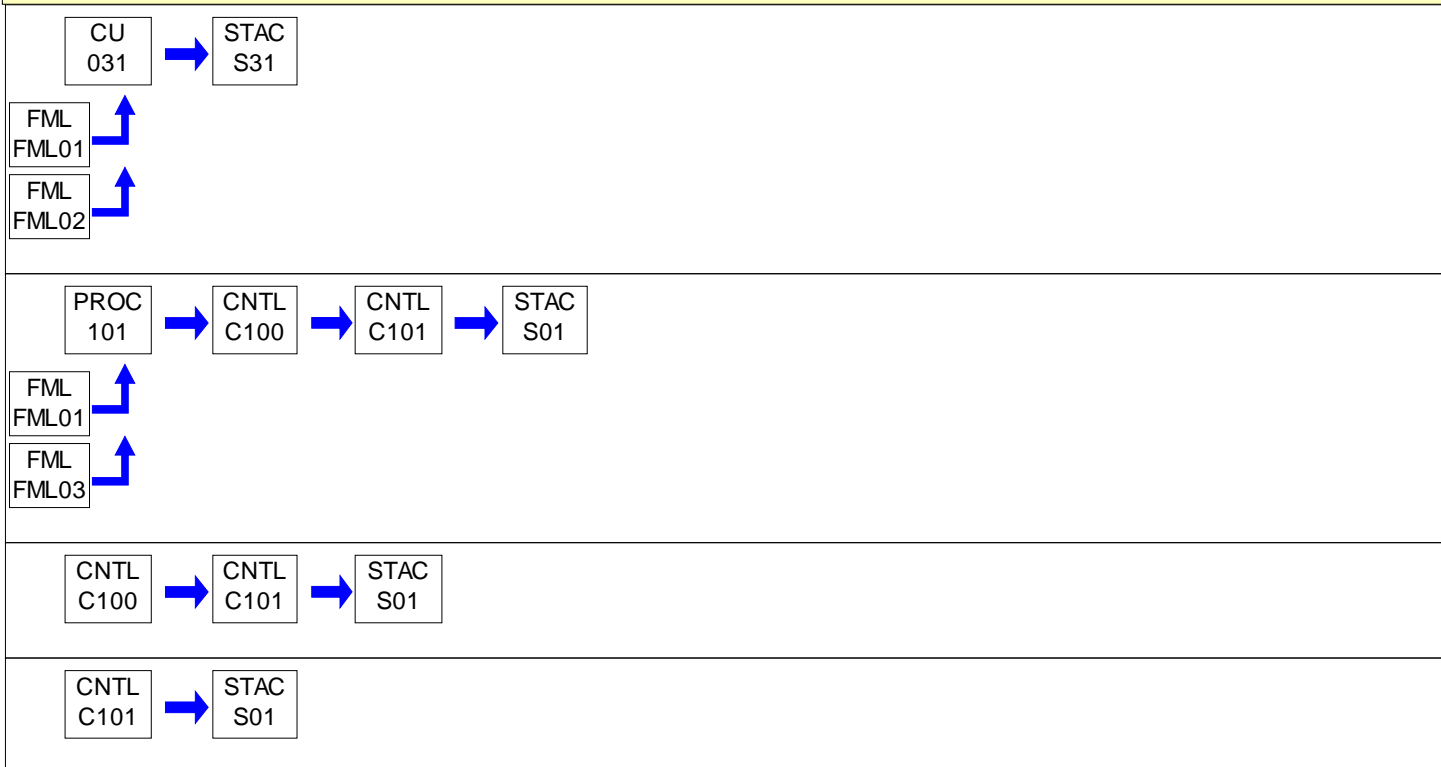 CU
031
STAC
S31
FML
FML01
FML
FML02
PROC
101
CNTL
C100
CNTL
C101
STAC
S01
FML
FML01
FML
FML03
CNTL
C100
CNTL
C101
STAC
S01
CNTL
C101
STAC
S01